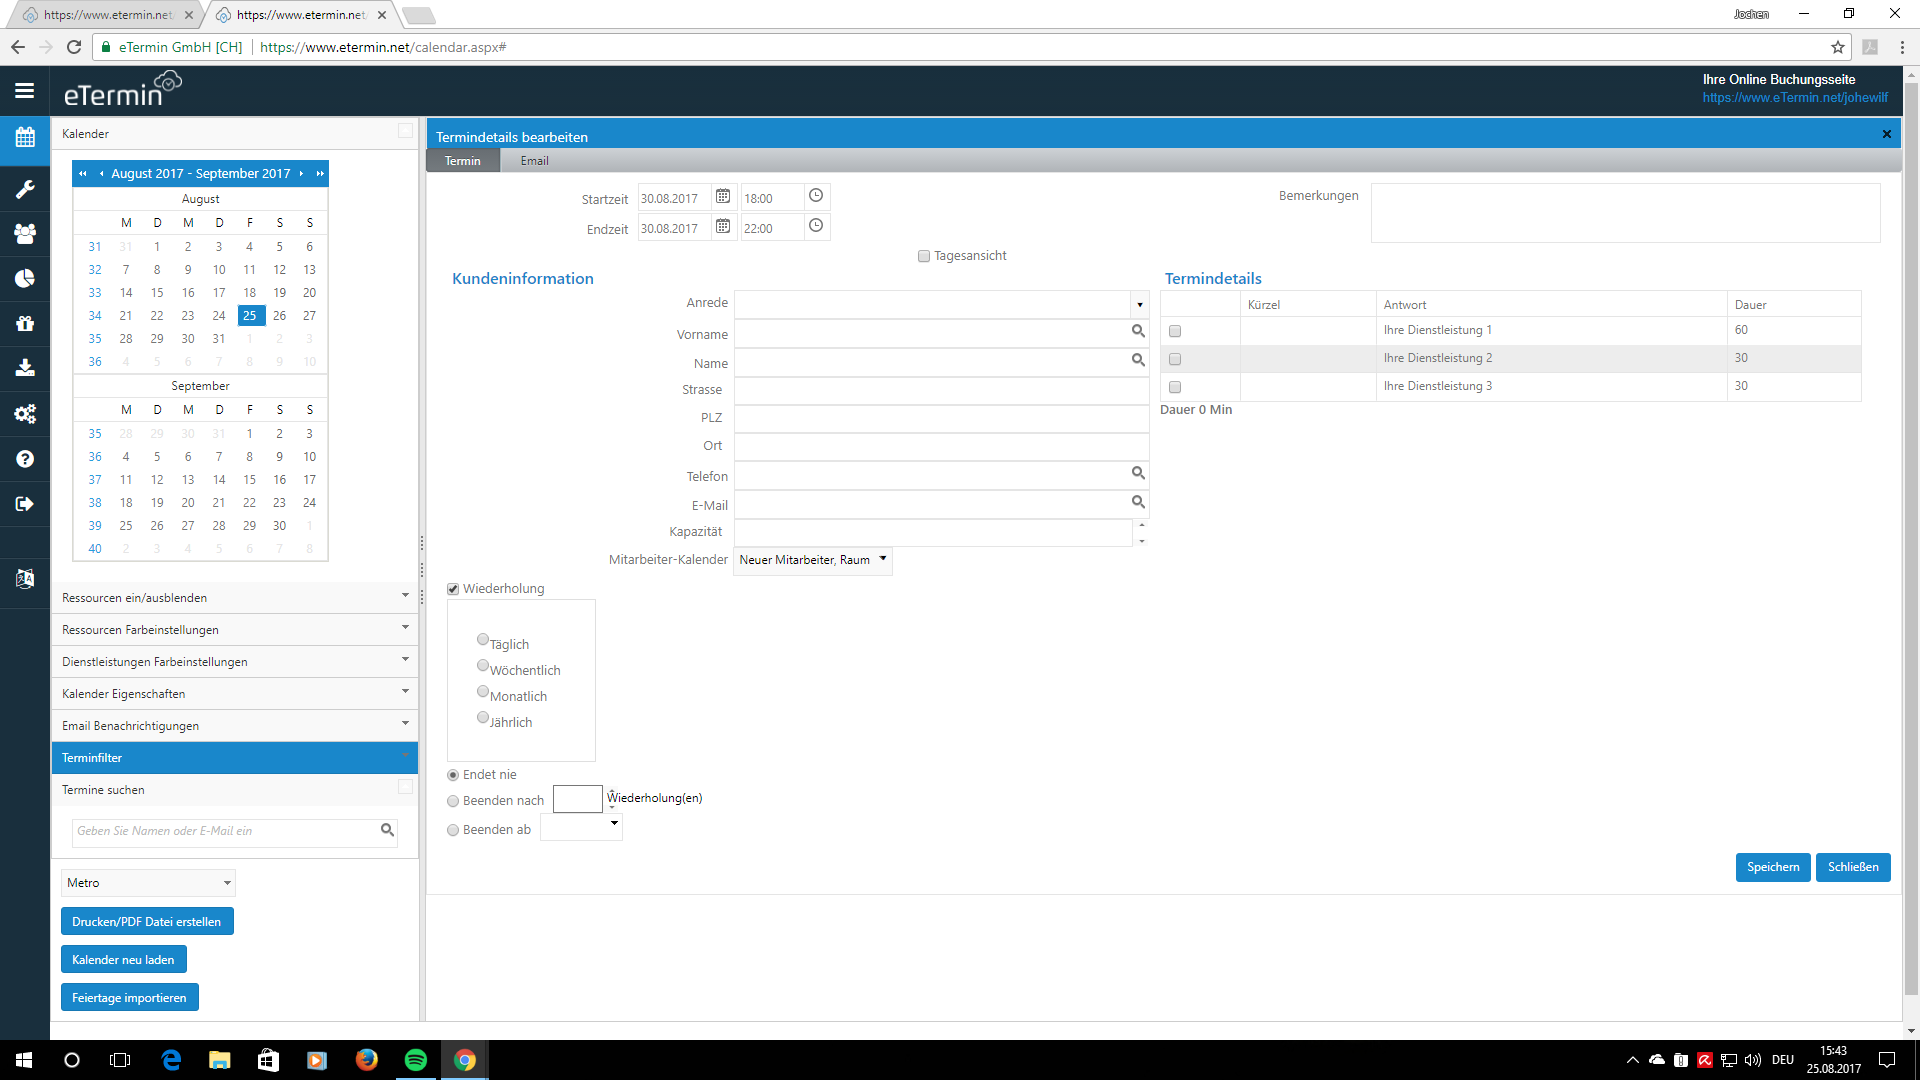 https://www.etermin.net
https://www.etermin.net
Jochen
eTermin GmbH [CH] https://www.etermin.net/calendar.aspx#
eTermin
Ihre Online Buchungsseite
https://www.eTermin.net/johewilf
Kalender
August 2017 - September 2017
August
M D M D F S S
31 31 1 2 3 4 5 6
32 7 8 9 10 11 12 13
33 14 15 16 17 18 19 20
34 21 22 23 24 25 26 27
35 28 29 30 31 1 2 3
36 4 5 6 7 8 9 10
September
M D M D F S S
35 28 29 30 31 1 2 3
36 4 5 6 7 8 9 10
37 11 12 13 14 15 16 17
38 18 19 20 21 22 23 24
39 25 26 27 28 29 30 1
40 2 3 4 5 6 7 8
Ressourcen ein/ausblenden
Ressourcen Farbeinstellungen
Dienstleistungen Farbeinstellungen
Kalender Eigenschaften
Email Benachrichtigungen
Terminfilter
Termine suchen
Geben Sie Namen oder E-Mail ein
Metro
Drucken/PDF Datei erstellen
Kalender neu laden
Feiertage importieren
Termindetails bearbeiten
Termin Email
Startzeit 30.08.2017 18:00
Endzeit 30.08.2017 22:00
Bemerkungen
Tagesansicht
Kundeninformation
Anrede
Vorname
Name
Strasse
PLZ
Ort
Telefon
E-Mail
Kapazität
Mitarbeiter-Kalender Neuer Mitarbeiter, Raum
Termindetails
Kürzel Antwort Dauer
Ihre Dienstleistung 1 60
Ihre Dienstleistung 2 30
Ihre Dienstleistung 3 30
Dauer 0 Min
Wiederholung
Täglich
Wöchentlich
Monatlich
Jährlich
Endet nie
Beenden nach Wiederholung(en)
Beenden ab
Speichern Schließen
DEU
15:43
25.08.2017